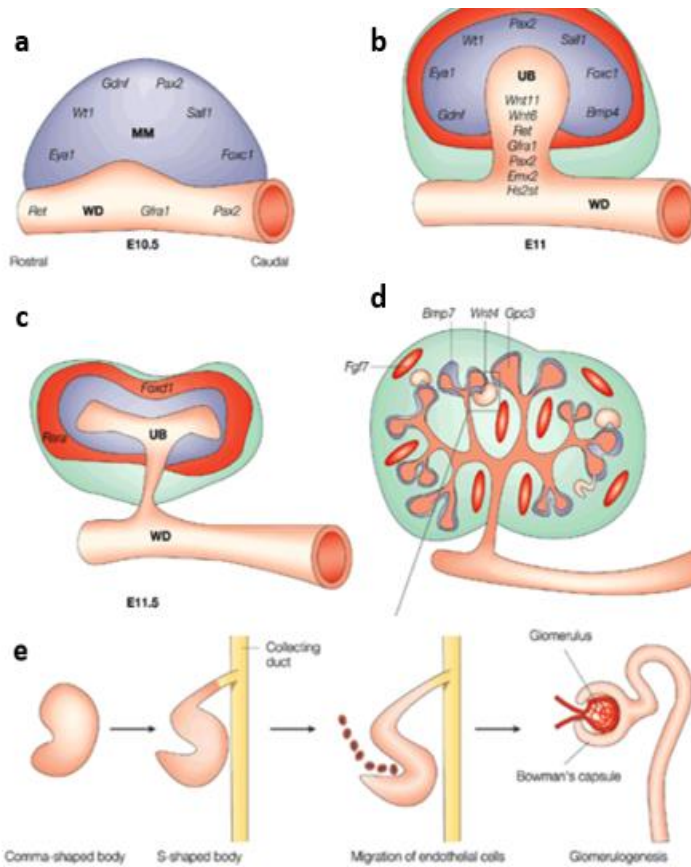 a
Gdnf Pax2
Wt1 Sall1
MM
Eya1 Foxc1
Ret WD Gfra1 Pax2
E10.5
Rostral Caudal
b
Pax2
Wt1 Sall1
Eya1 UB Foxc1
Wnt11
Gdnf Wnt6 Bmp4
Ret
Gfra1
Pax2
Emx2
Hs2st
WD
E11
c
Foxd1
Rara UB
WD
E11.5
d
Bmp7 Wnt4 Gpc3
Fgf7
e
Collecting
duct
Glomerulus
Bowman's capsule
Comma-shaped body S-shaped body Migration of endothelial cells Glomerulogenesis